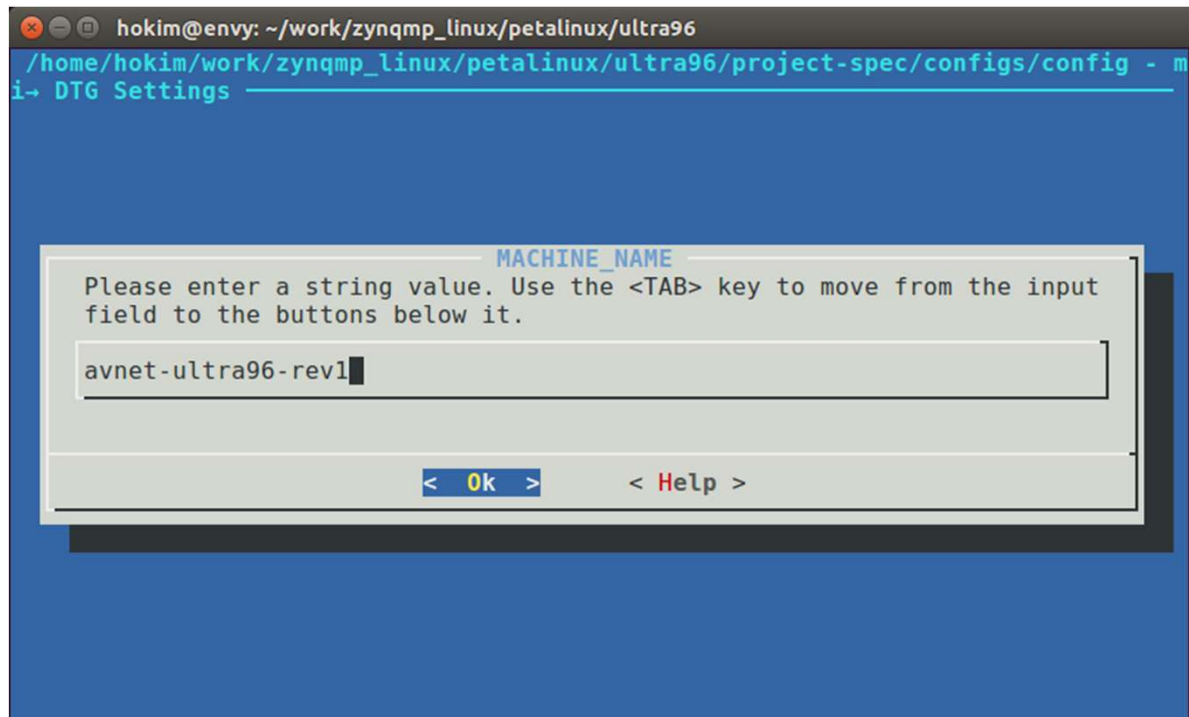 hokim@envy: ~/work/zynqmp_linux/petalinux/ultra96
/home/hokim/work/zynqmp_linux/petalinux/ultra96/project-spec/configs/config - m
i→ DTG Settings
MACHINE_NAME
Please enter a string value. Use the <TAB> key to move from the input
field to the buttons below it.
avnet-ultra96-rev1
< Ok > < Help >